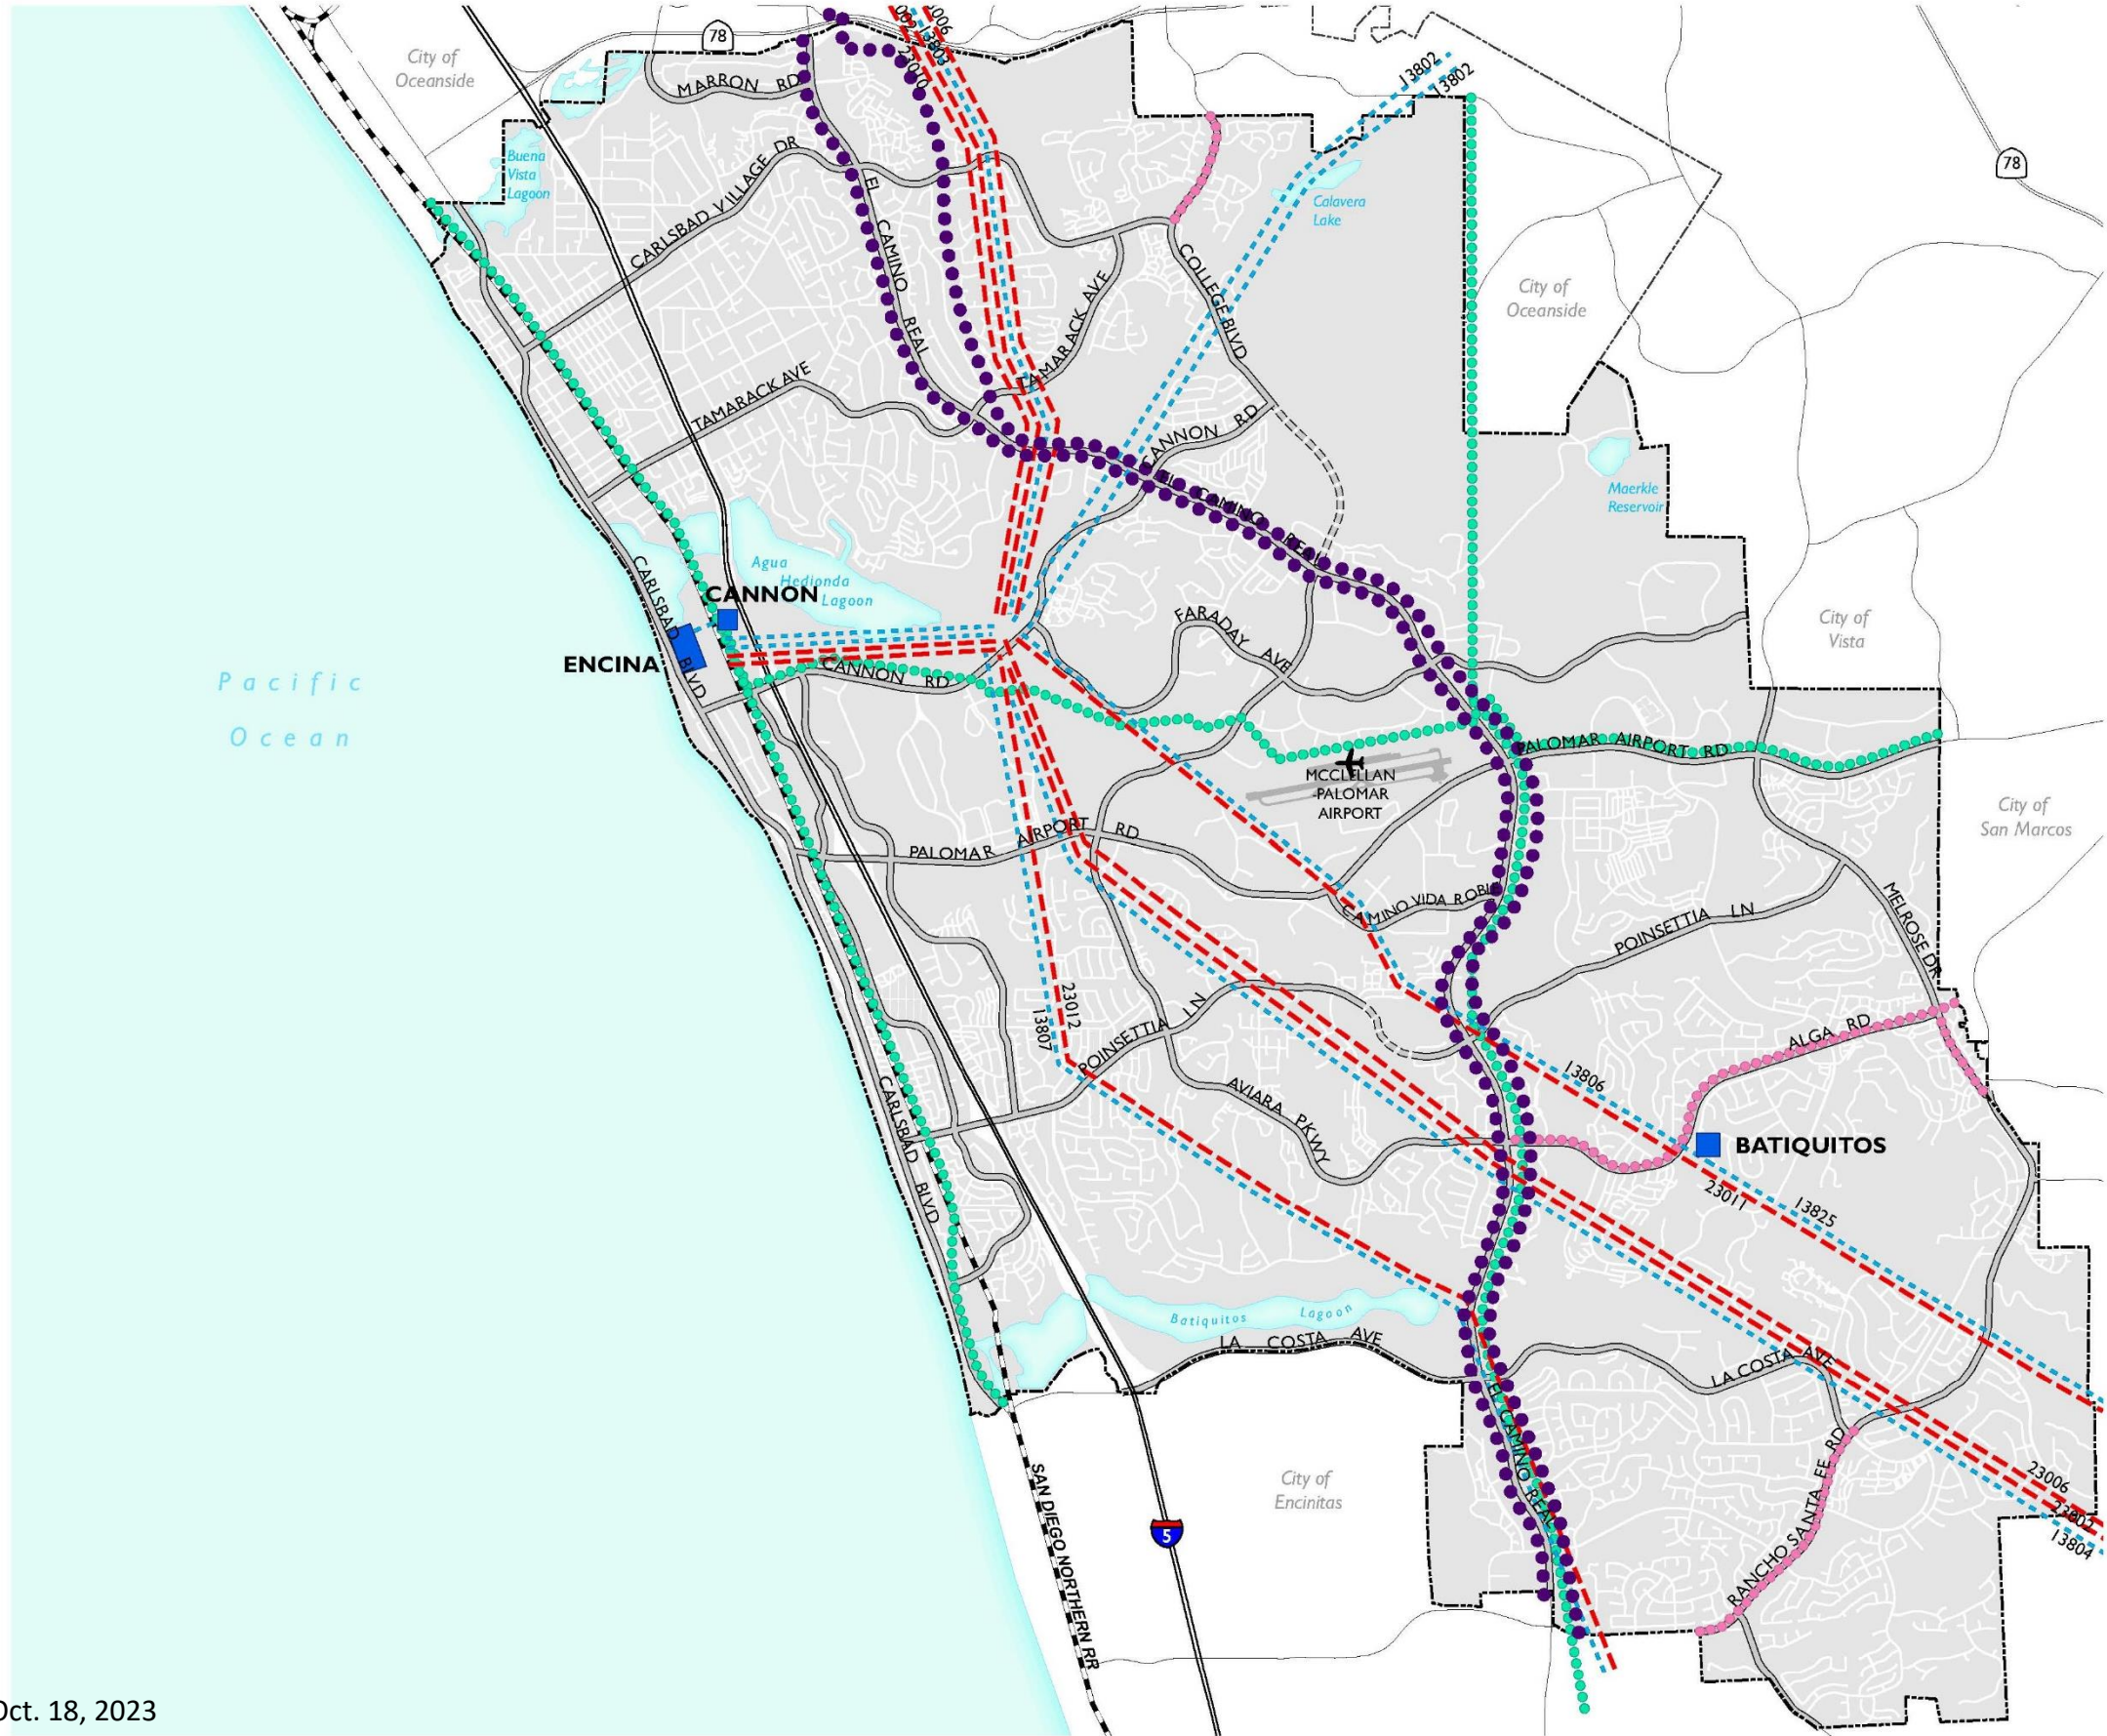 78
City of
Oceanside
23010
13803
13802
13802
MARRON RD
78
Buena
Vista
Lagoon
CARLSBAD VILLAGE DR
EL
CAMINO
REAL
Calavera
Lake
COLLEGE BLVD
TAMARACK AVE
City of
Oceanside
TAMARACK AVE
CANNON RD
EL CAMINO
REAL
Maerkle
Reservoir
Agua
Hedionda
Lagoon
CARLSBAD
BLVD
CANNON
ENCINA
FARADAY AVE
City of
Vista
CANNON RD
Pacific
Ocean
PALOMAR AIRPORT RD
MCCLELLAN
-PALOMAR
AIRPORT
City of
San Marcos
PALOMAR AIRPORT RD
CAMINO VIDA ROBLE
MELROSE DR
POINSETTIA LN
23012
13807
POINSETTIA LN
ALGA RD
13806
CARLSBAD
BLVD
AVIARA PKWY
BATIQUITOS
23011
13825
Batiquitos Lagoon
LA COSTA AVE
LA COSTA AVE
EL CAMINO REAL
City of
Encinitas
SAN DIEGO NORTHERN RR
5
RANCHO SANTA FE RD
23006
23002
13804
Oct. 18, 2023